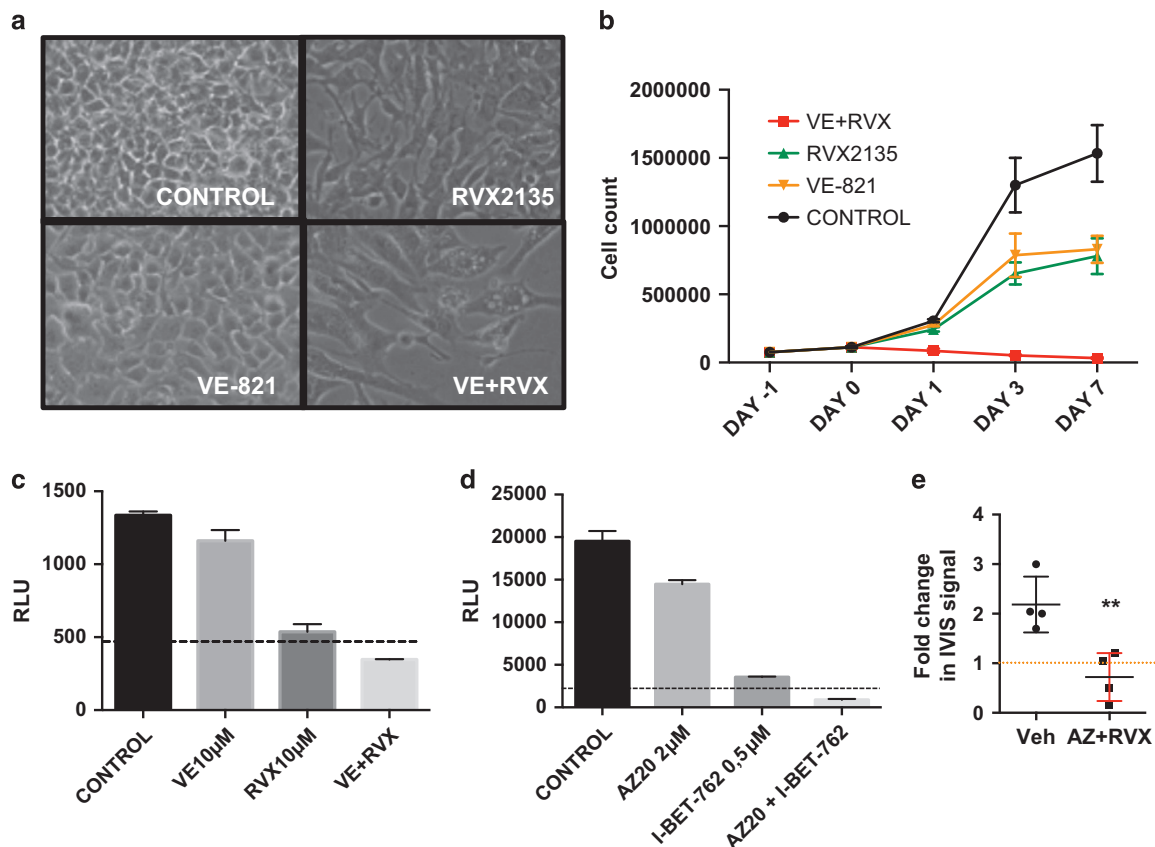 a
CONTROL
RVX2135
VE-821
VE+RVX
b
2000000
1500000
1000000
500000
0
Cell count
VE+RVX
RVX2135
VE-821
CONTROL
DAY -1
DAY 0
DAY 1
DAY 3
DAY 7
c
1500
1000
500
0
RLU
CONTROL
VE10µM
RVX10µM
VE+RVX
d
25000
20000
15000
10000
5000
0
RLU
CONTROL
AZ20 2µM
I-BET-762 0,5µM
AZ20 + I-BET-762
e
4
3
2
1
0
Fold change
in IVIS signal
**
Veh
AZ+RVX